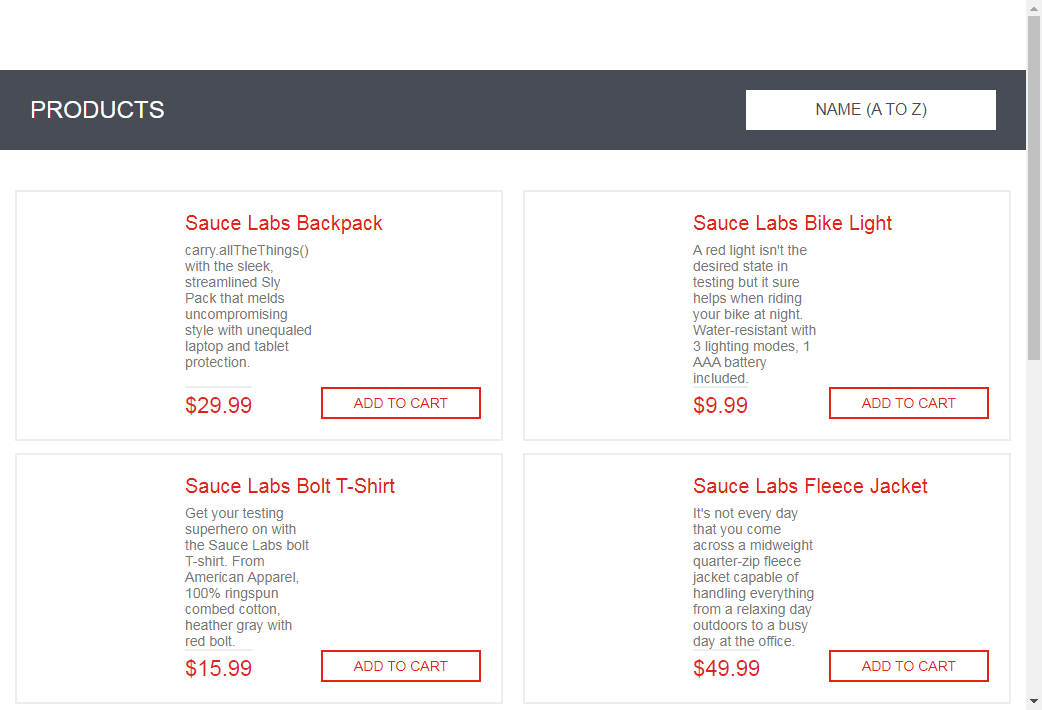 PRODUCTS
NAME (A TO Z)
Sauce Labs Backpack
carry.allTheThings()
with the sleek,
streamlined Sly
Pack that melds
uncompromising
style with unequaled
laptop and tablet
protection.
$29.99
ADD TO CART
Sauce Labs Bike Light
A red light isn't the
desired state in
testing but it sure
helps when riding
your bike at night.
Water-resistant with
3 lighting modes, 1
AAA battery
included.
$9.99
ADD TO CART
Sauce Labs Bolt T-Shirt
Get your testing
superhero on with
the Sauce Labs bolt
T-shirt. From
American Apparel,
100% ringspun
combed cotton,
heather gray with
red bolt.
$15.99
ADD TO CART
Sauce Labs Fleece Jacket
It's not every day
that you come
across a midweight
quarter-zip fleece
jacket capable of
handling everything
from a relaxing day
outdoors to a busy
day at the office.
$49.99
ADD TO CART